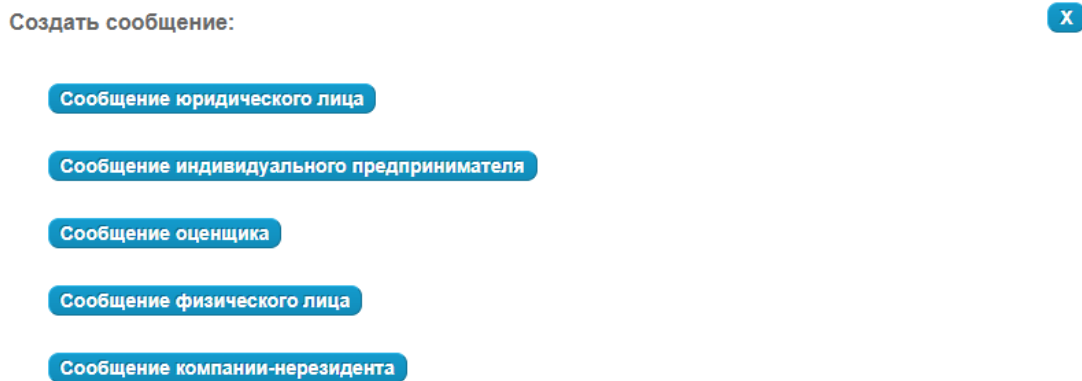 Создать сообщение:
X
Сообщение юридического лица
Сообщение индивидуального предпринимателя
Сообщение оценщика
Сообщение физического лица
Сообщение компании-нерезидента